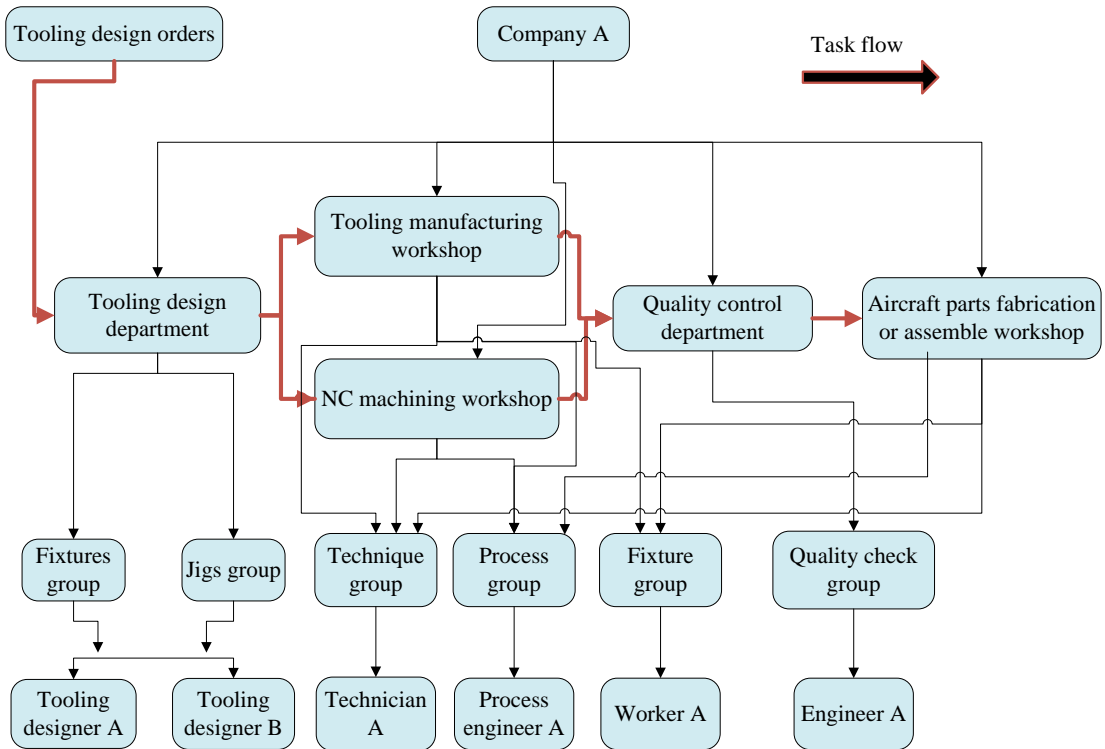 Tooling design orders
Company A
Task flow
Tooling manufacturing
workshop
Tooling design
department
Quality control
department
Aircraft parts fabrication
or assemble workshop
NC machining workshop
Fixtures
group
Jigs group
Technique
group
Process
group
Fixture
group
Quality check
group
Tooling
designer A
Tooling
designer B
Technician
A
Process
engineer A
Worker A
Engineer A